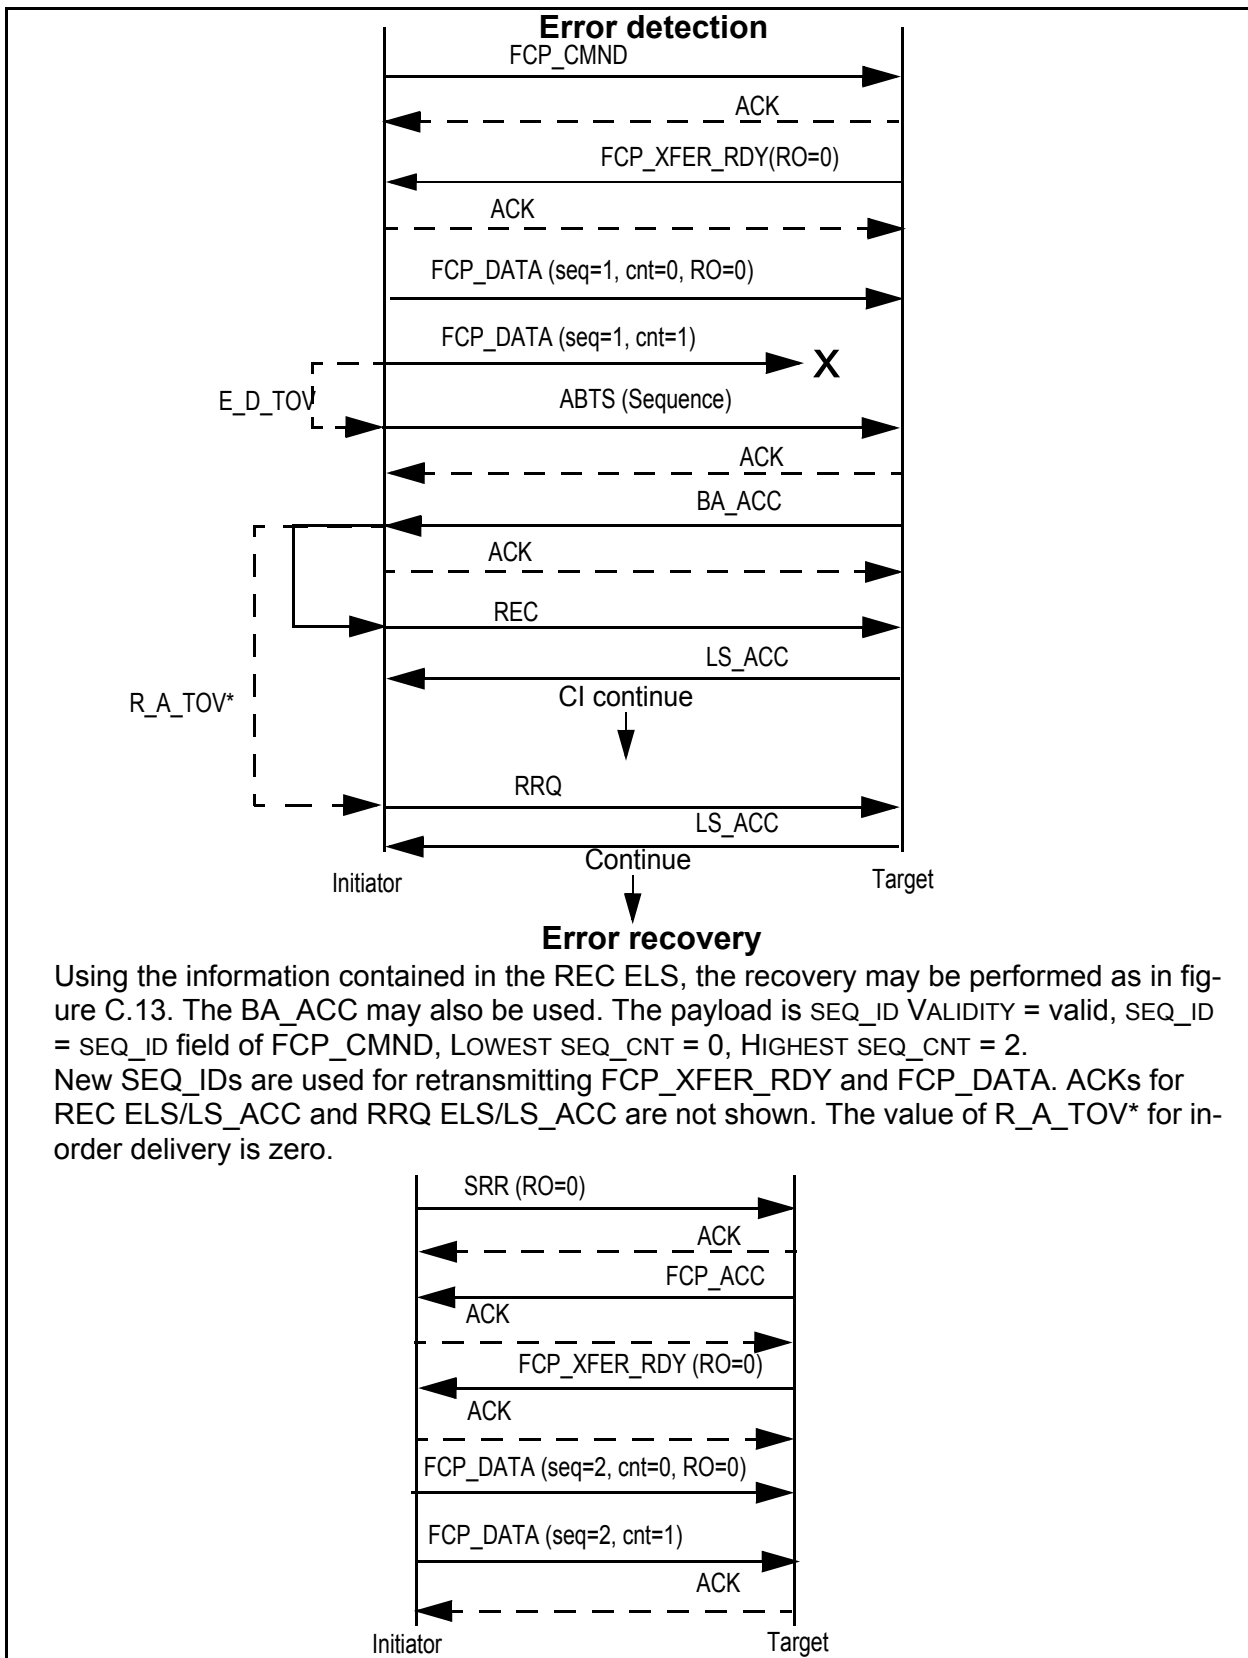 Error detection
FCP_CMND
ACK
FCP_XFER_RDY(RO=0)
ACK
FCP_DATA (seq=1, cnt=0, RO=0)
FCP_DATA (seq=1, cnt=1)
X
E_D_TOV
ABTS (Sequence)
ACK
BA_ACC
ACK
REC
LS_ACC
R_A_TOV*
CI continue
RRQ
LS_ACC
Continue
Initiator
Target
Error recovery
Using the information contained in the REC ELS, the recovery may be performed as in fig-
ure C.13. The BA_ACC may also be used. The payload is SEQ_ID VALIDITY = valid, SEQ_ID
= SEQ_ID field of FCP_CMND, LOWEST SEQ_CNT = 0, HIGHEST SEQ_CNT = 2.
New SEQ_IDs are used for retransmitting FCP_XFER_RDY and FCP_DATA. ACKs for
REC ELS/LS_ACC and RRQ ELS/LS_ACC are not shown. The value of R_A_TOV* for in-
order delivery is zero.
SRR (RO=0)
ACK
FCP_ACC
ACK
FCP_XFER_RDY (RO=0)
ACK
FCP_DATA (seq=2, cnt=0, RO=0)
FCP_DATA (seq=2, cnt=1)
ACK
Initiator
Target